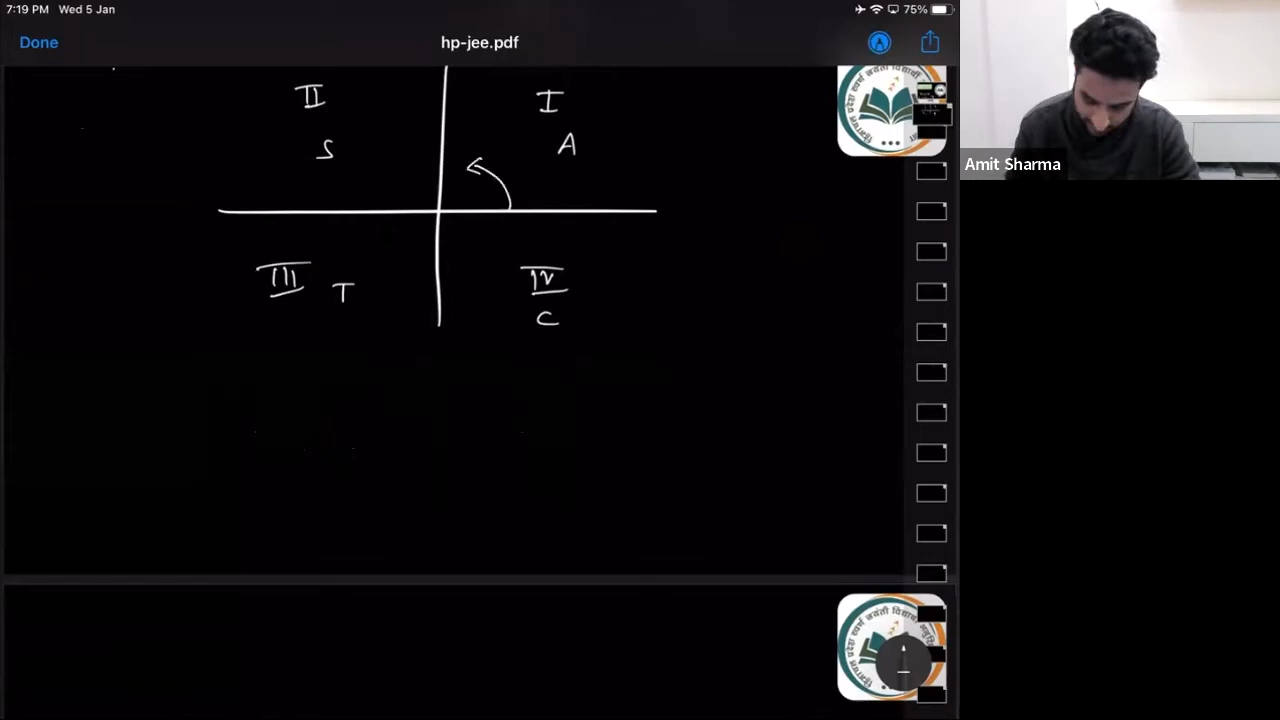 7:19 PM Wed 5 Jan
75%
Done
hp-jee.pdf
II
I
S
A
Amit Sharma
III
T
IV
C